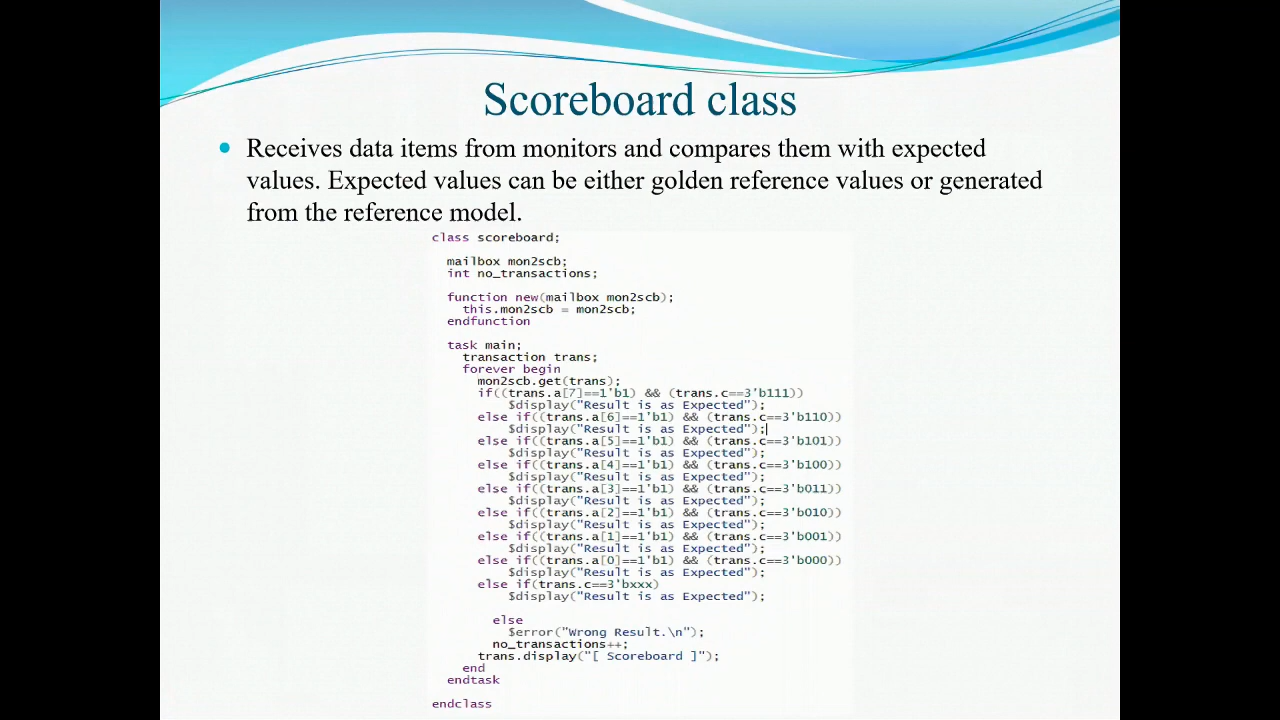 Scoreboard class
• Receives data items from monitors and compares them with expected
values. Expected values can be either golden reference values or generated
from the reference model.
class scoreboard;
mailbox mon2scb;
int no_transactions;
function new(mailbox mon2scb);
this.mon2scb = mon2scb;
endfunction
task main;
transaction trans;
forever begin
mon2scb.get(trans);
if((trans.a[7]==1'b1) && (trans.c==3'b111))
$display("Result is as Expected");
else if((trans.a[6]==1'b1) && (trans.c==3'b110))
$display("Result is as Expected");
else if((trans.a[5]==1'b1) && (trans.c==3'b101))
$display("Result is as Expected");
else if((trans.a[4]==1'b1) && (trans.c==3'b100))
$display("Result is as Expected");
else if((trans.a[3]==1'b1) && (trans.c==3'b011))
$display("Result is as Expected");
else if((trans.a[2]==1'b1) && (trans.c==3'b010))
$display("Result is as Expected");
else if((trans.a[1]==1'b1) && (trans.c==3'b001))
$display("Result is as Expected");
else if((trans.a[0]==1'b1) && (trans.c==3'b000))
$display("Result is as Expected");
else if(trans.c==3'bxxx)
$display("Result is as Expected");
else
$error("Wrong Result.\n");
no_transactions++;
trans.display("[ Scoreboard ]");
end
endtask
endclass